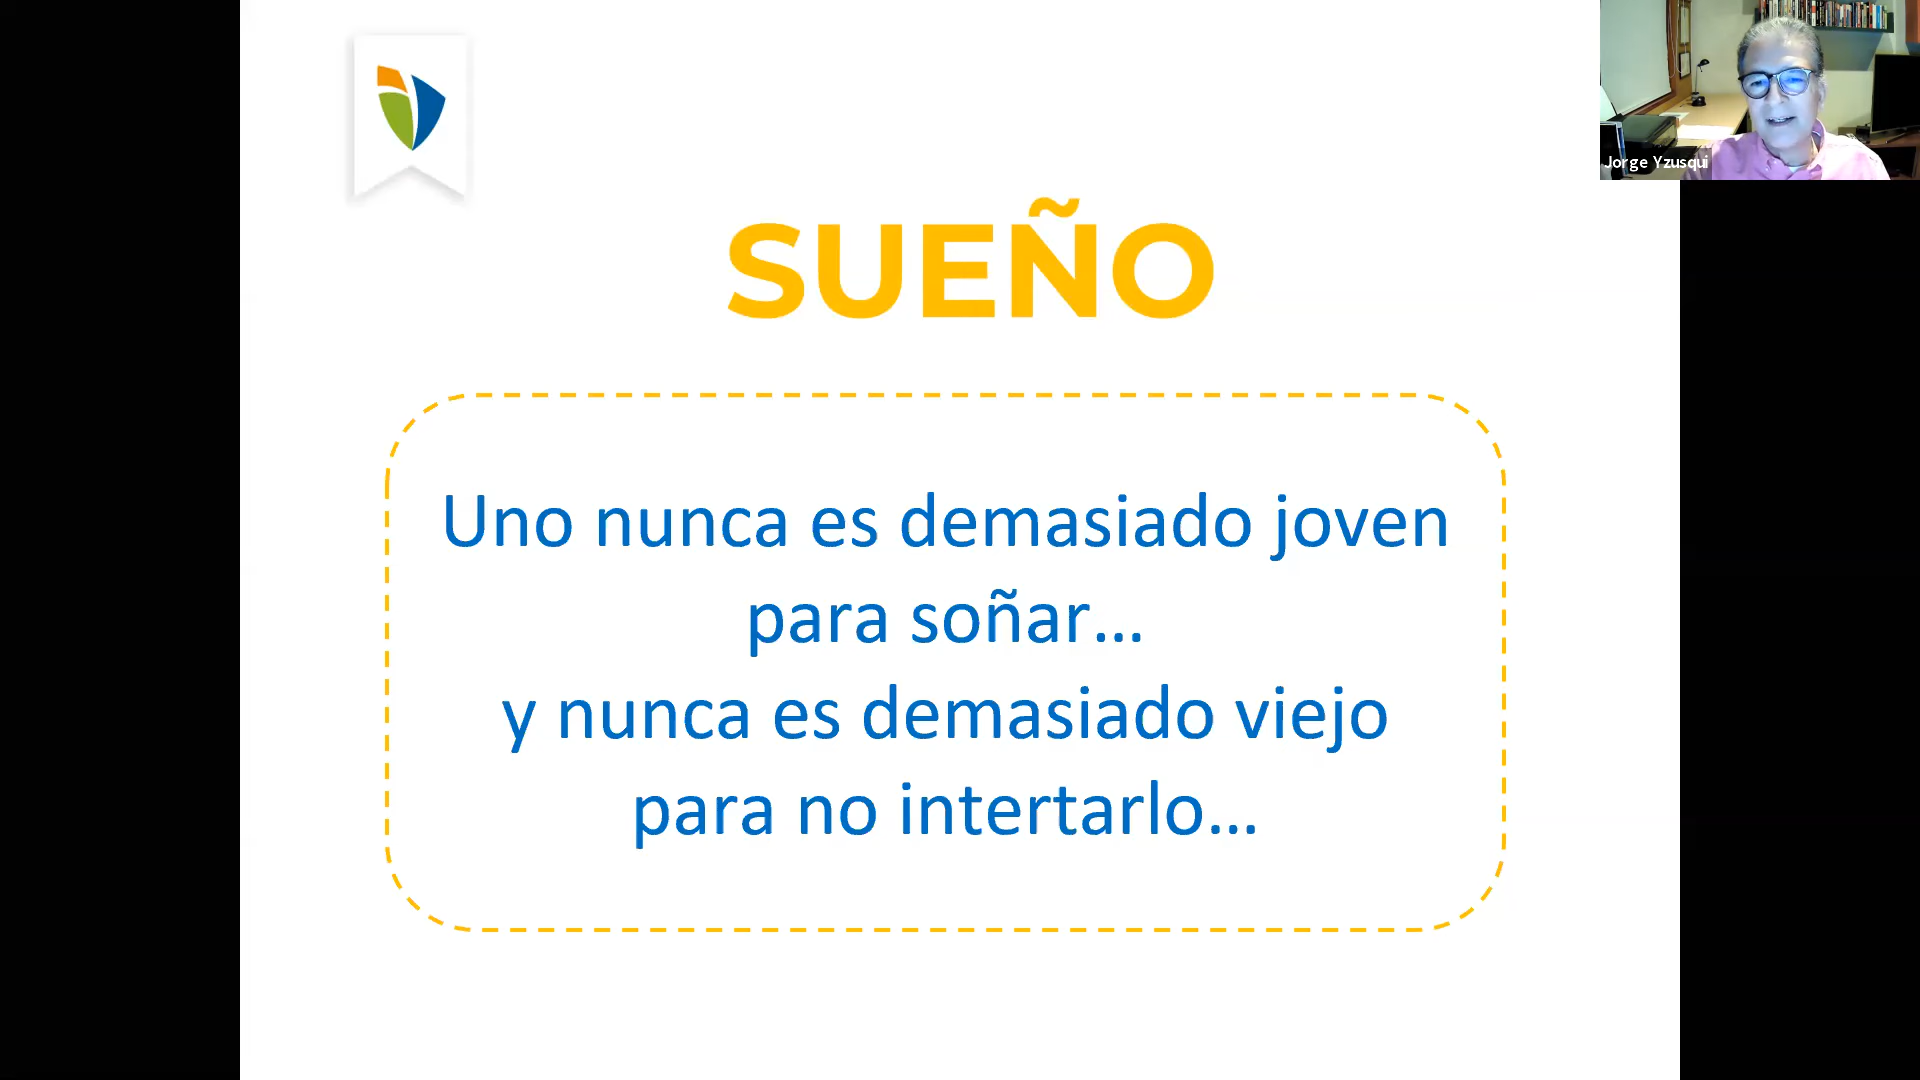 SUEÑO
Uno nunca es demasiado joven
para soñar...
y nunca es demasiado viejo
para no intertarlo...
Jorge Yzusqui